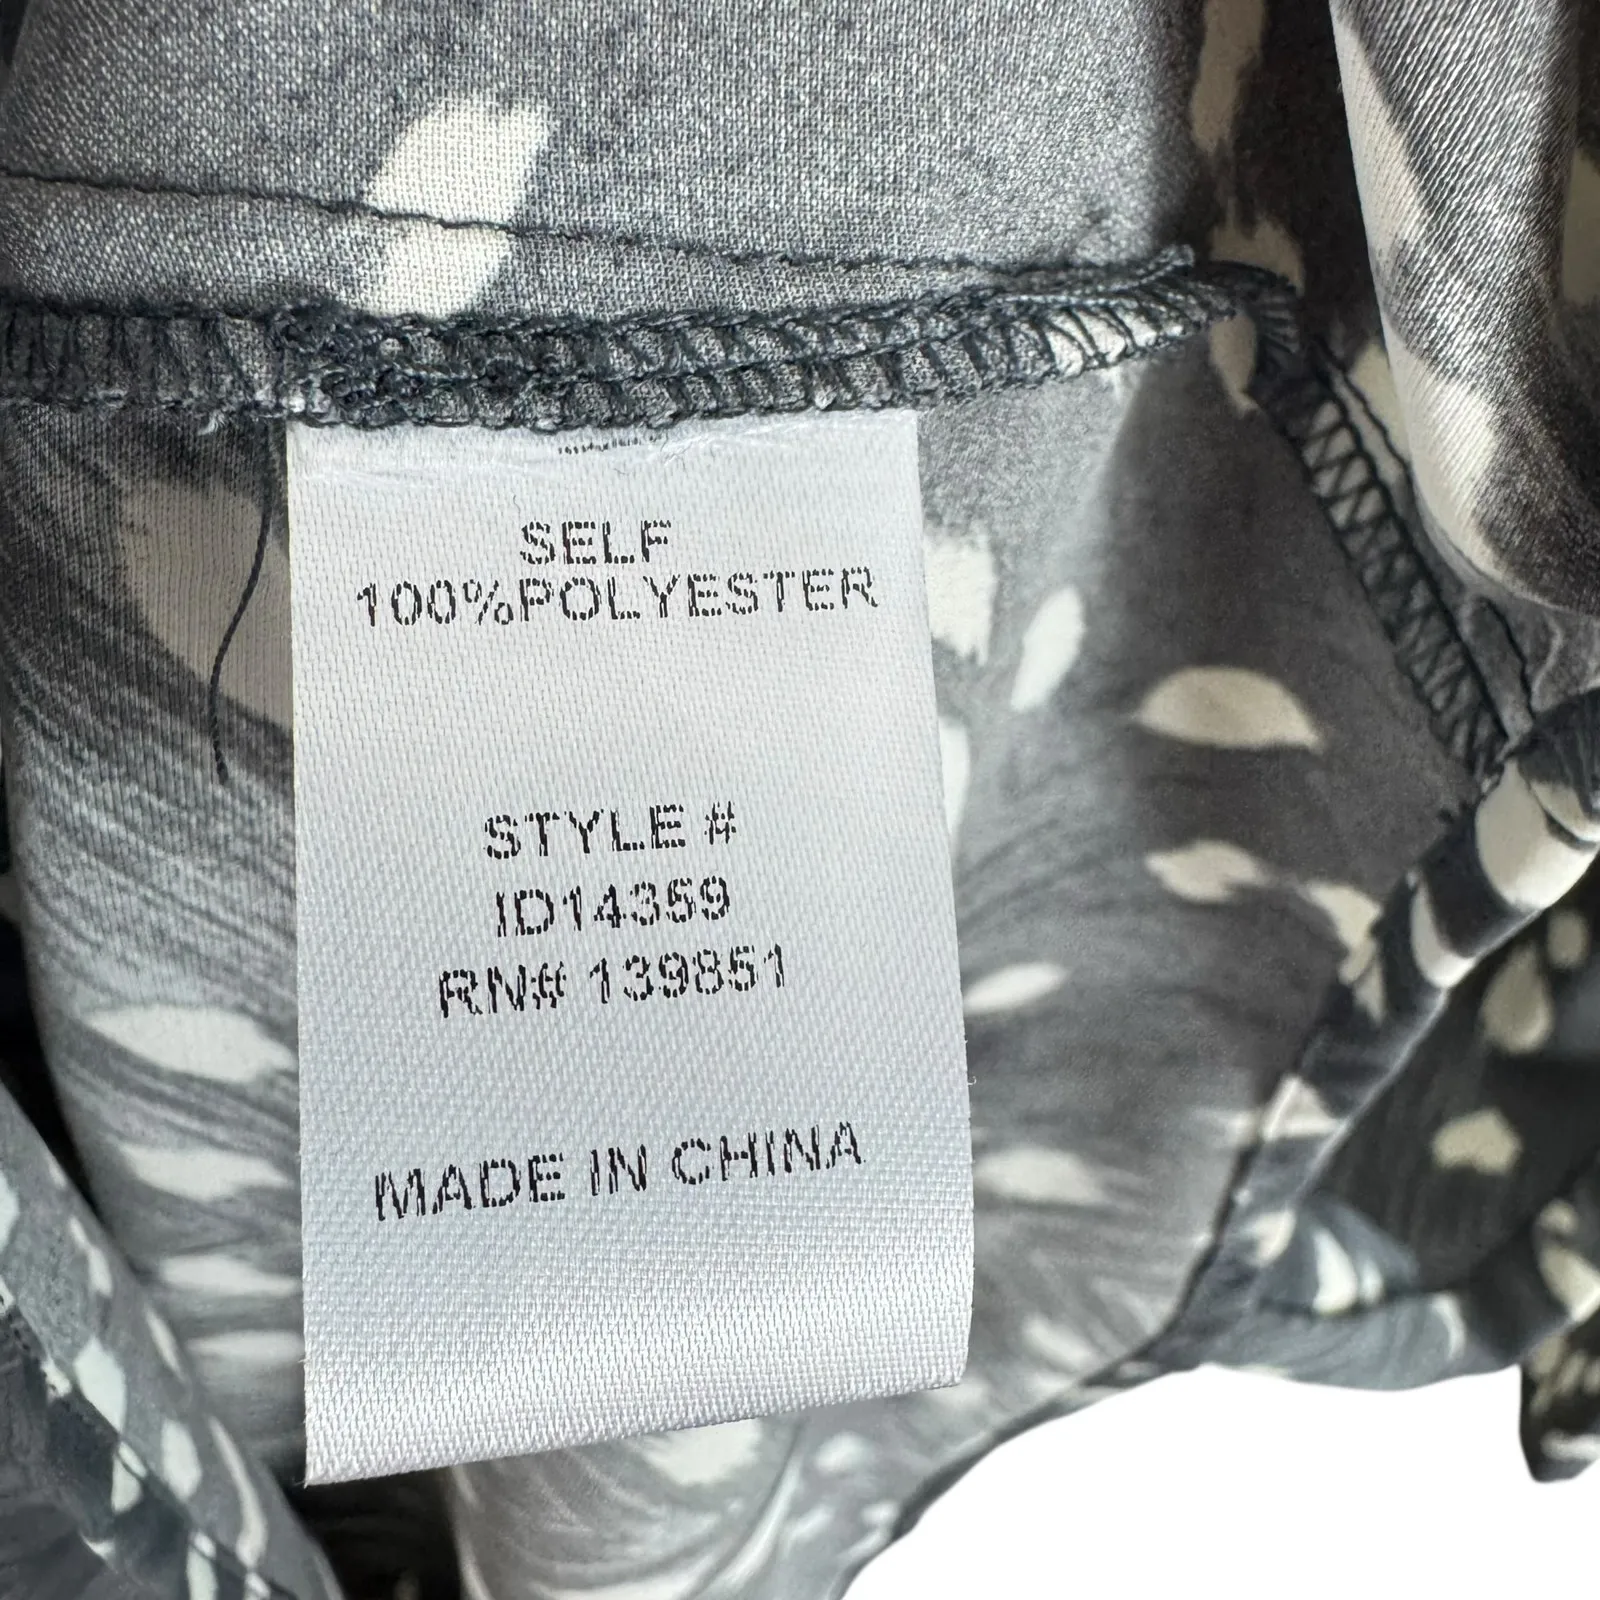 SELF
100%POLYESTER
STYLE #
ID14359
RN# 139851
MADE IN CHINA